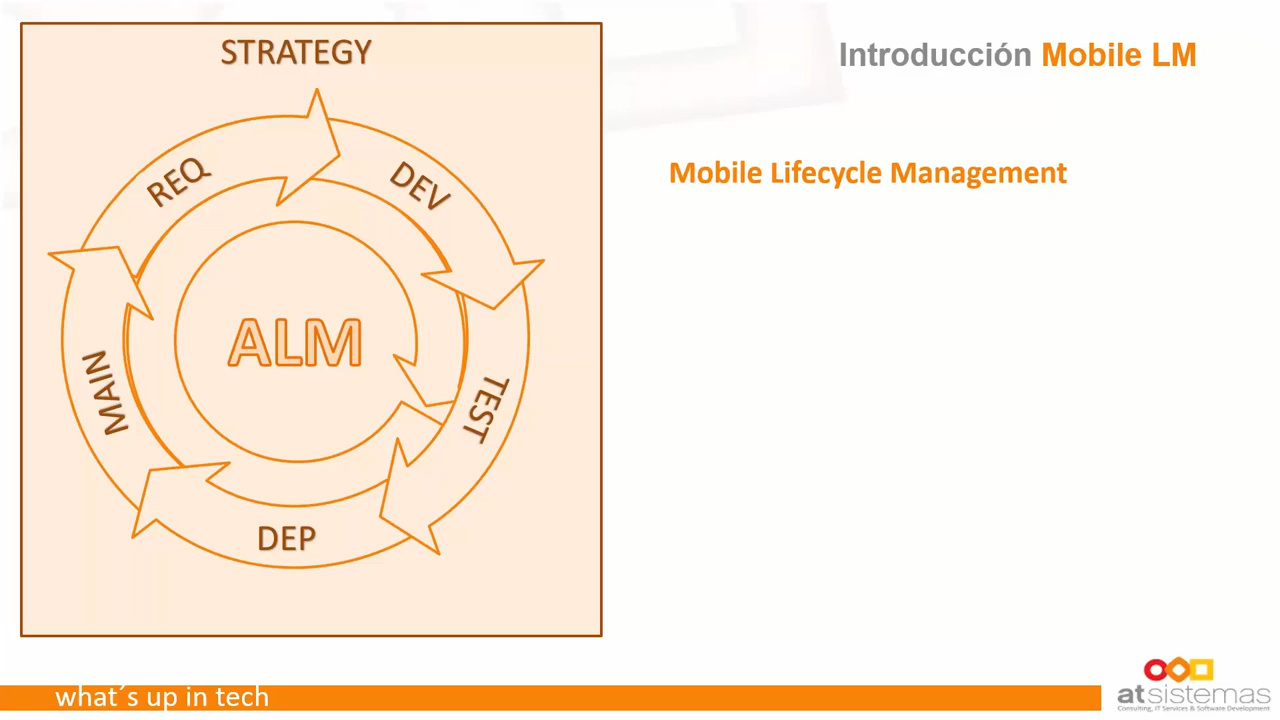 STRATEGY
Introducción Mobile LM
Mobile Lifecycle Management
REQ
DEV
ALM
MAIN
TEST
DEP
what´s up in tech
atsistemas
Consulting, IT Services & Software Development